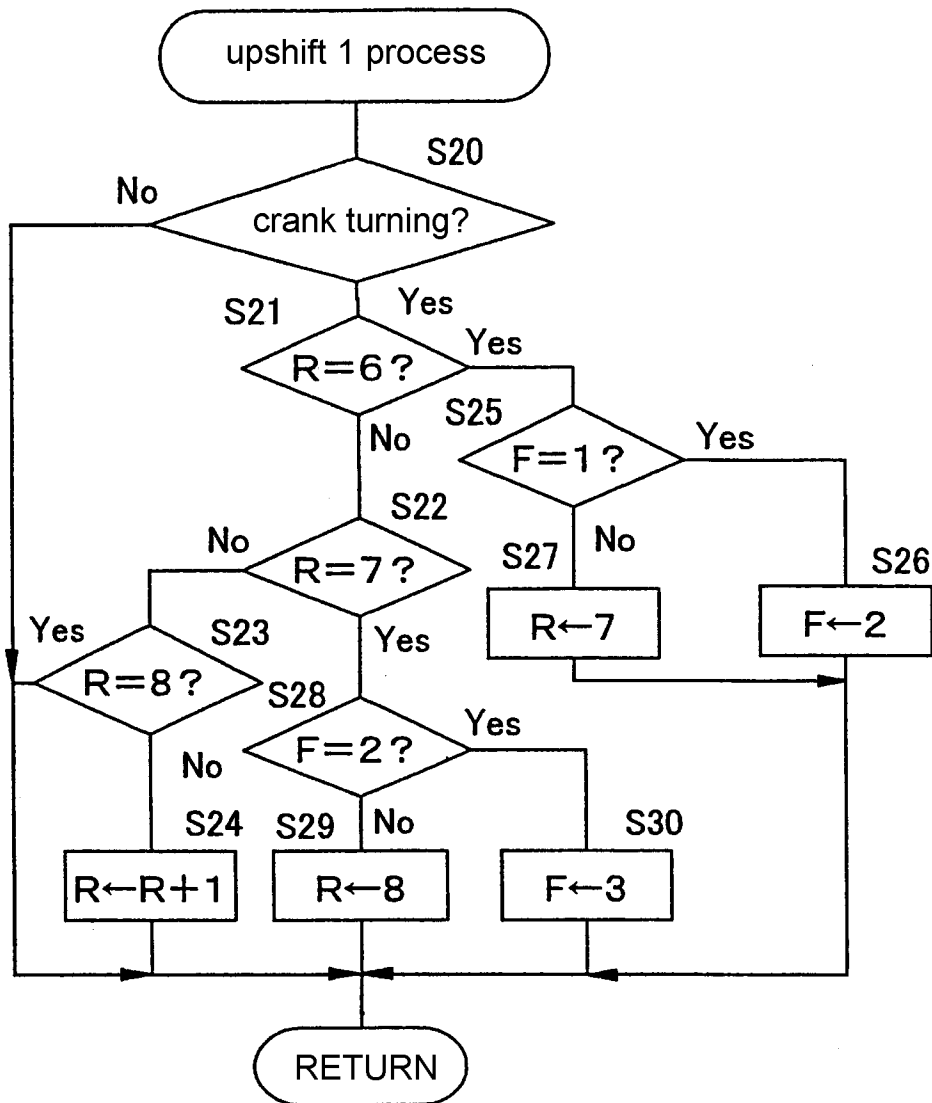 upshift 1 process
S20
No
crank turning?
Yes
S21
R=6?
Yes
No
S25
F=1?
Yes
No
S22
R=7?
No
Yes
S27
R←7
S26
F←2
Yes
S23
R=8?
No
S28
F=2?
Yes
No
S24
R←R+1
S29
R←8
S30
F←3
RETURN